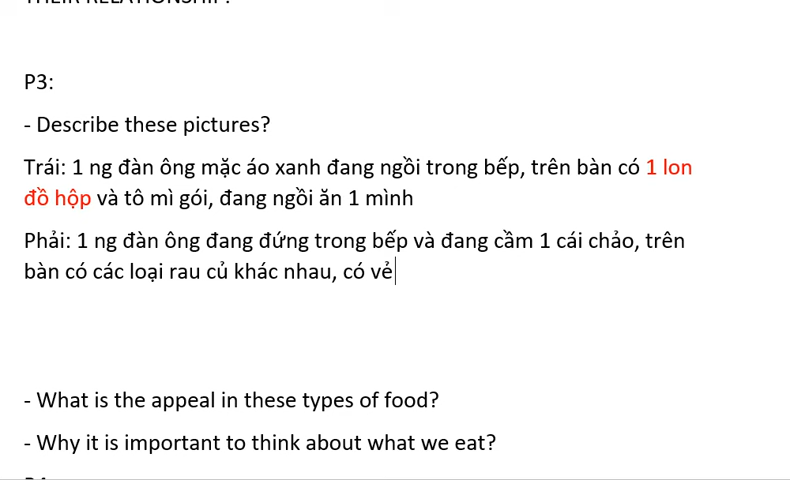 THEIR RELATIONSHIP?
P3:
- Describe these pictures?
Trái: 1 ng đàn ông mặc áo xanh đang ngồi trong bếp, trên bàn có 1 lon
đồ hộp và tô mì gói, đang ngồi ăn 1 mình
Phải: 1 ng đàn ông đang đứng trong bếp và đang cầm 1 cái chảo, trên
bàn có các loại rau củ khác nhau, có vẻ
- What is the appeal in these types of food?
- Why it is important to think about what we eat?